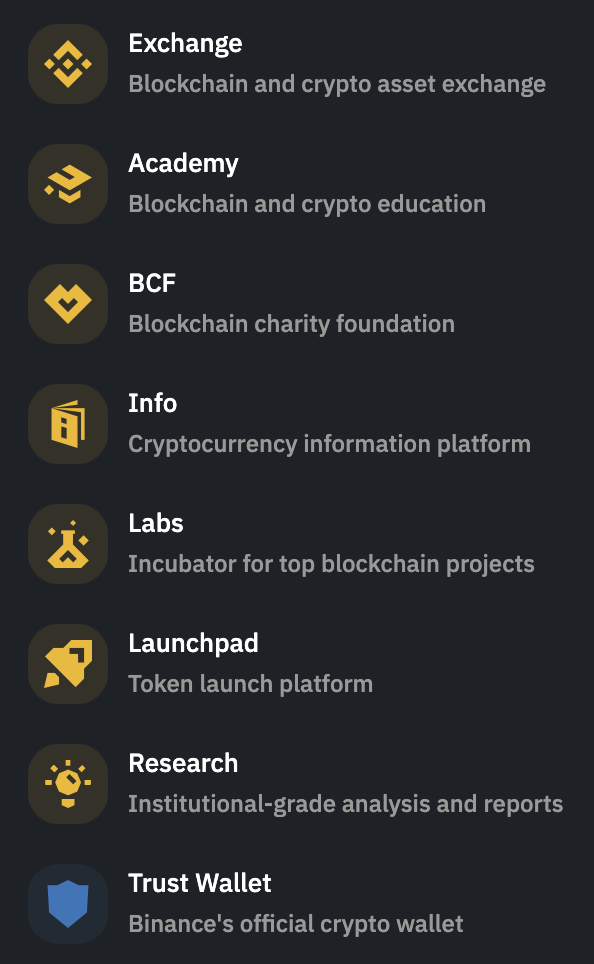 Exchange
Blockchain and crypto asset exchange
Academy
Blockchain and crypto education
BCF
Blockchain charity foundation
Info
Cryptocurrency information platform
Labs
Incubator for top blockchain projects
Launchpad
Token launch platform
Research
Institutional-grade analysis and reports
Trust Wallet
Binance's official crypto wallet